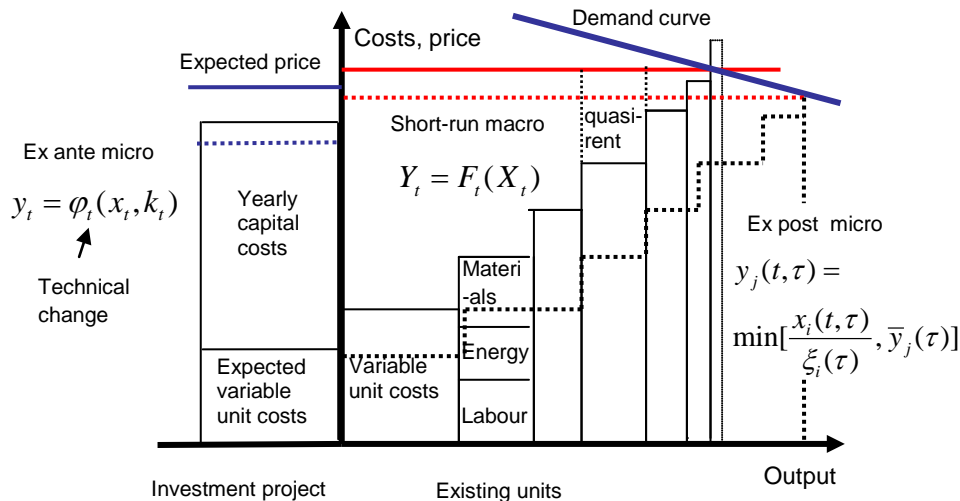 Demand curve
Costs, price
Expected price
quasi-
rent
Short-run macro
Ex ante micro
Y_t = F_t(X_t)
y_t = φ_t(x_t, k_t)
Yearly
capital
costs
Ex post micro
Technical
change
Materi
-als
y_j(t,τ) =
min[x_i(t,τ)/ξ_i(τ), y̅_j(τ)]
Energy
Expected
variable
unit costs
Variable
unit costs
Labour
Output
Investment project
Existing units